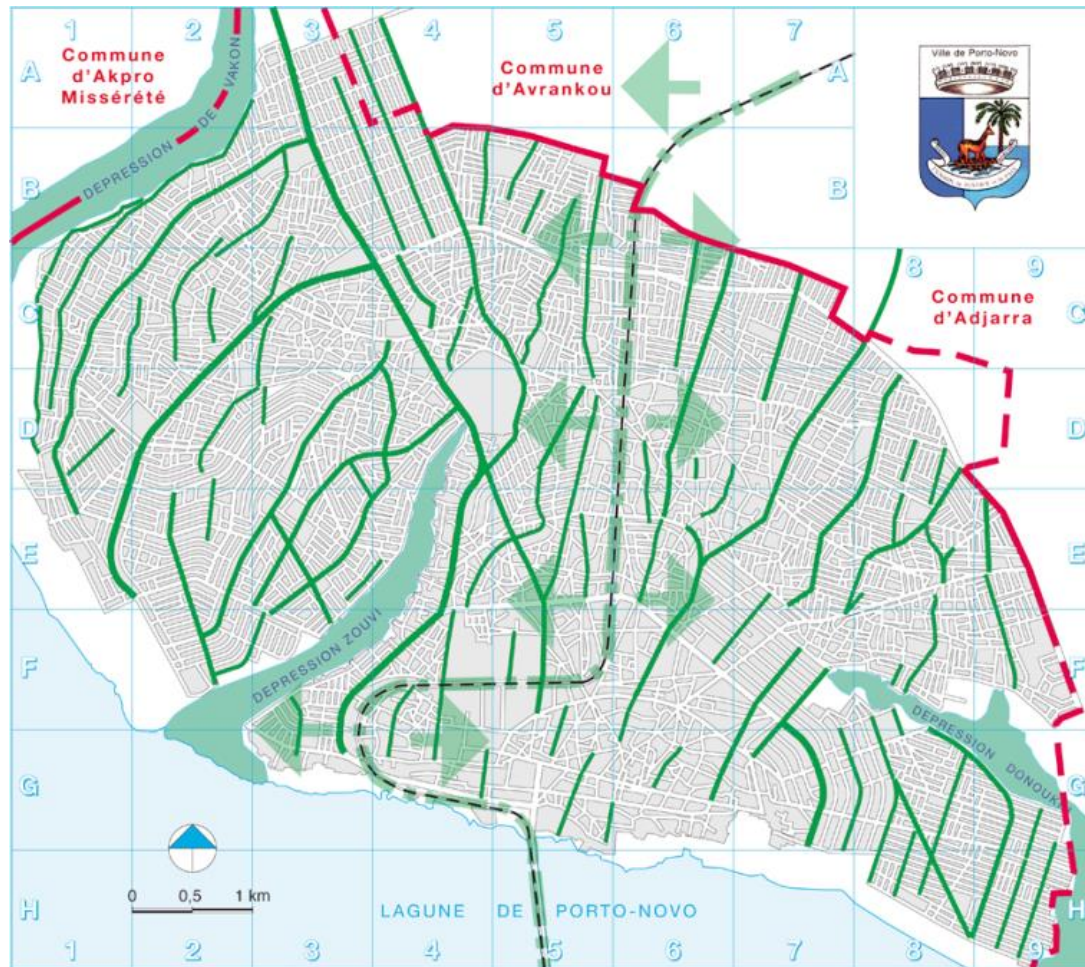 1 2 3 4 5 6 7
A
Commune
d'Akpro
Missérété
Commune
d'Avrankou
A
Ville de Porto-Novo
DEPRESSION DE VAKON
B
B
8 9
C
Commune
d'Adjarra
C
D
D
E
E
DEPRESSION ZOUVI
F
F
DEPRESSION DONOUKIN
G
G
0 0,5 1 km
H
LAGUNE DE PORTO-NOVO
H
1 2 3 4 5 6 7 8 9